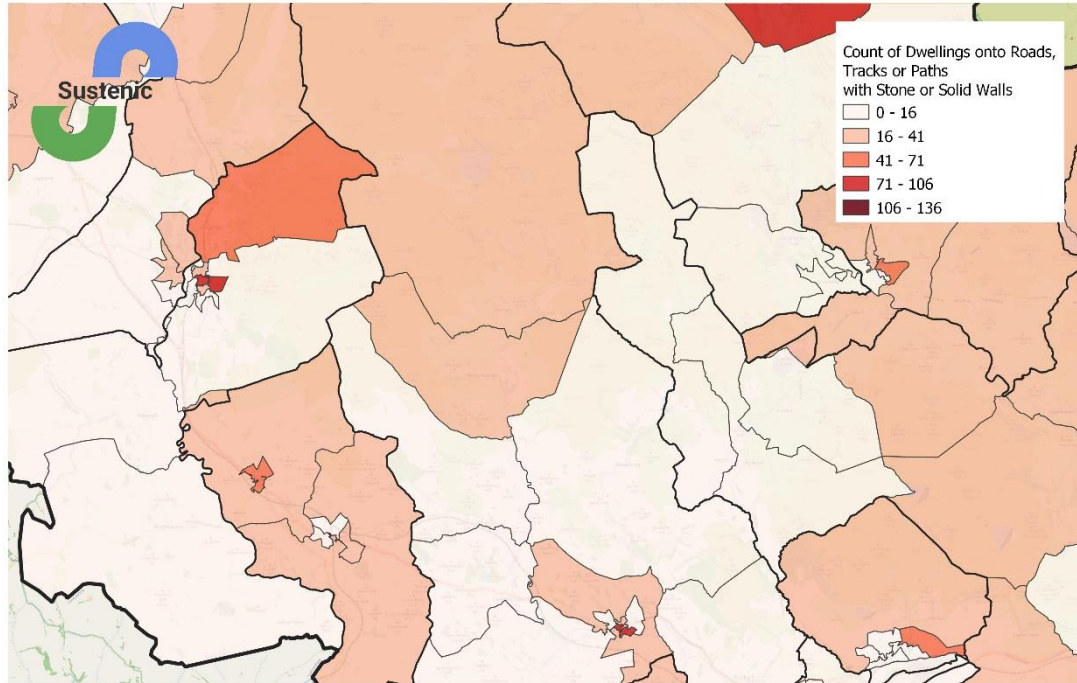 Sustenic
Count of Dwellings onto Roads,
Tracks or Paths
with Stone or Solid Walls
0 - 16
16 - 41
41 - 71
71 - 106
106 - 136